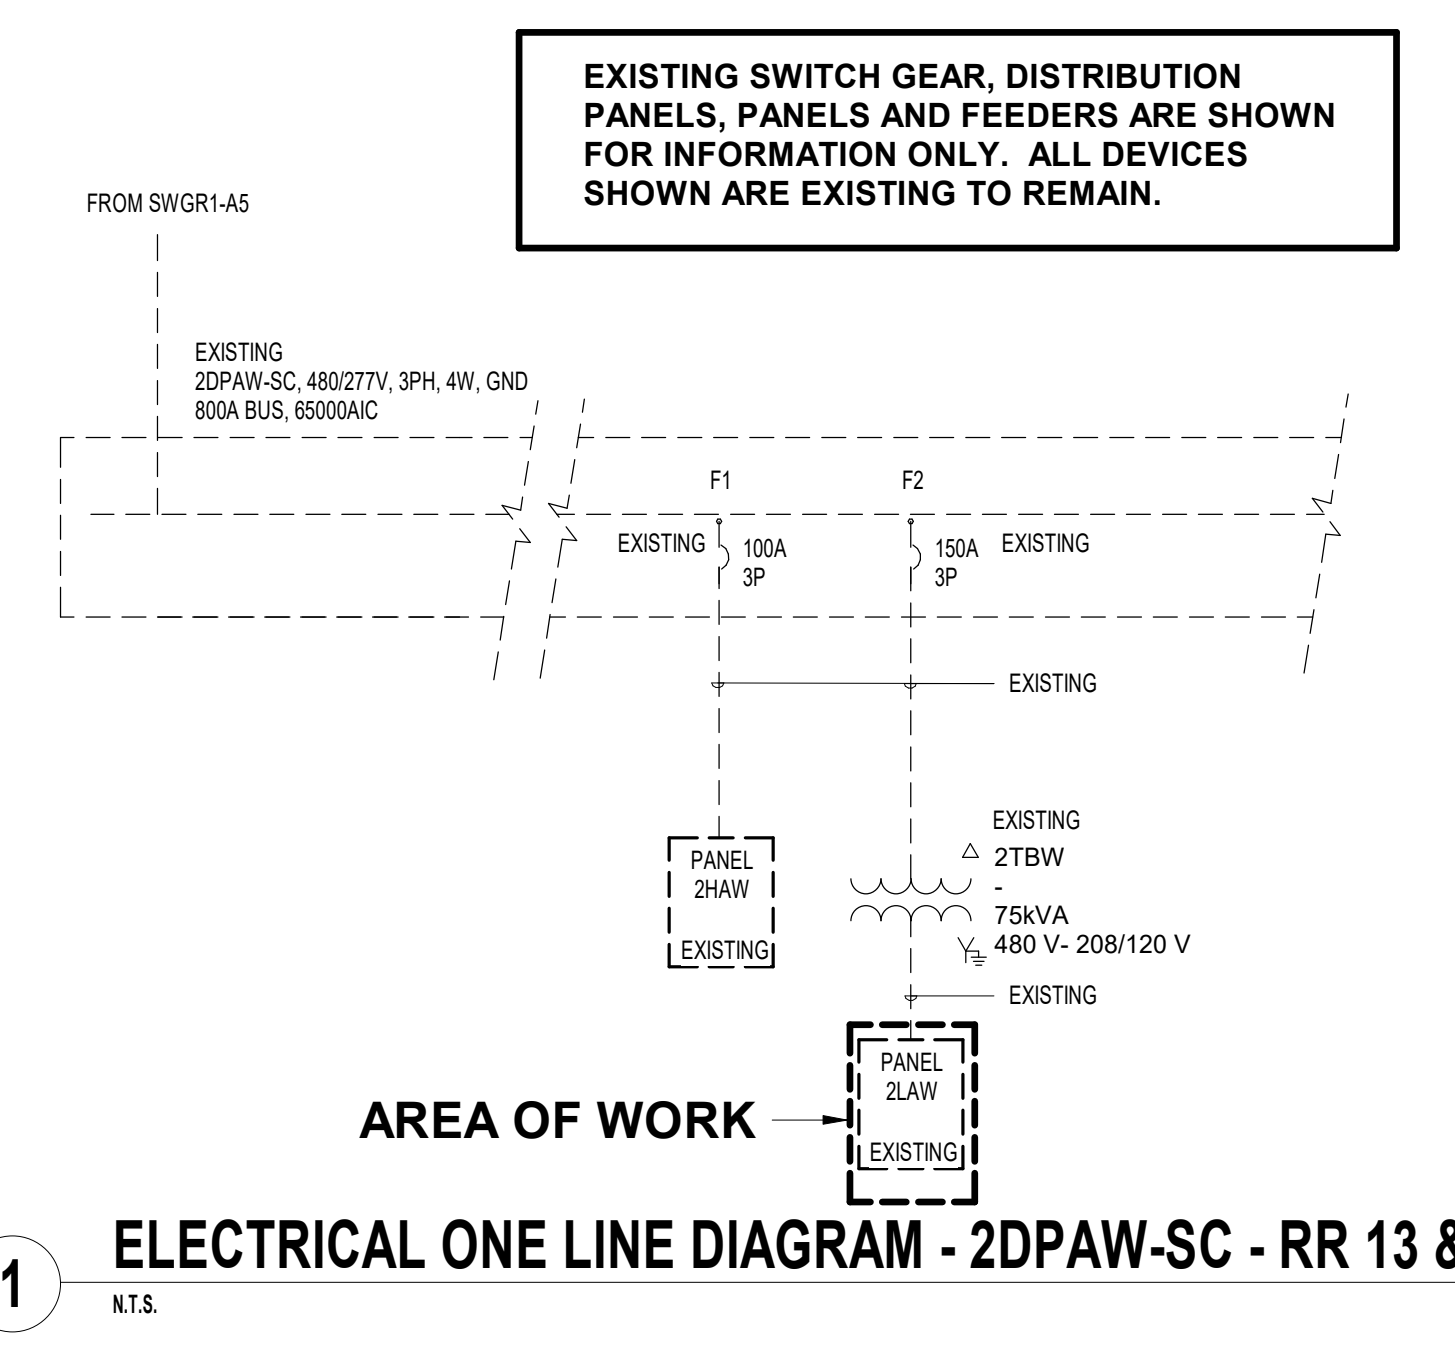 EXISTING SWITCH GEAR, DISTRIBUTION
PANELS, PANELS AND FEEDERS ARE SHOWN
FOR INFORMATION ONLY.  ALL DEVICES
SHOWN ARE EXISTING TO REMAIN.
FROM SWGR1-A5
EXISTING
2DPAW-SC, 480/277V, 3PH, 4W, GND
800A BUS, 65000AIC
F1
F2
EXISTING
100A
3P
150A
3P
EXISTING
EXISTING
PANEL
2HAW
EXISTING
EXISTING
2TBW
-
75kVA
480 V- 208/120 V
EXISTING
PANEL
2LAW
EXISTING
AREA OF WORK
1
ELECTRICAL ONE LINE DIAGRAM - 2DPAW-SC - RR 13 &
N.T.S.